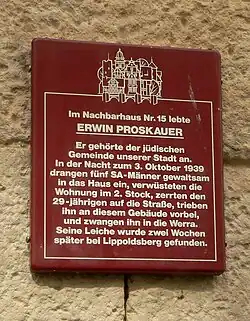 Im Nachbarhaus Nr. 15 lebte
ERWIN PROSKAUER
Er gehörte der jüdischen
Gemeinde unserer Stadt an.
In der Nacht zum 3. Oktober 1939
drangen fünf SA-Männer gewaltsam
in das Haus ein, verwüsteten die
Wohnung im 2. Stock, zerrten den
29-jährigen auf die Straße, trieben
ihn an diesem Gebäude vorbei,
und zwangen ihn in die Werra.
Seine Leiche wurde zwei Wochen
später bei Lippoldsberg gefunden.